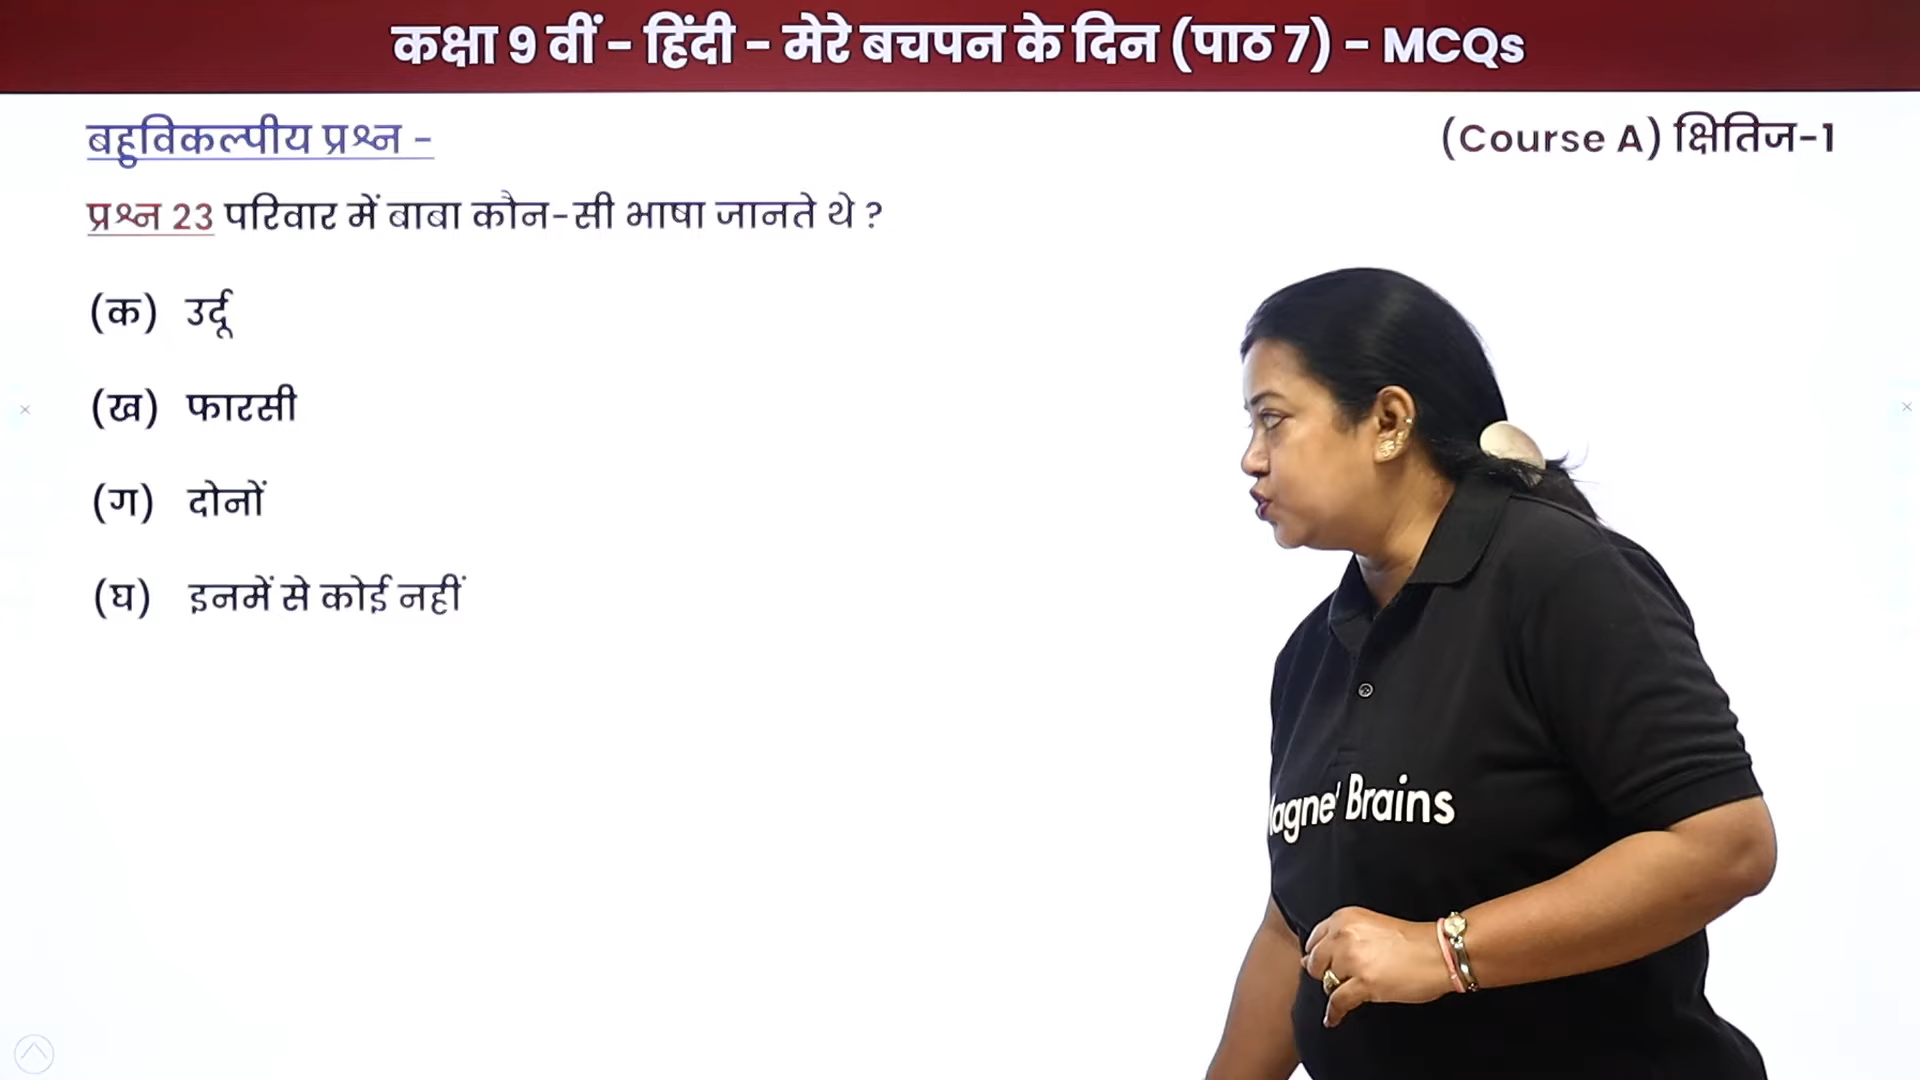 कक्षा 9 वीं - हिंदी - मेरे बचपन के दिन (पाठ 7) - MCQs
बहुविकल्पीय प्रश्न -
(Course A) क्षितिज-1
प्रश्न 23 परिवार में बाबा कौन-सी भाषा जानते थे ?
(क) उर्दू
(ख) फारसी
(ग) दोनों
(घ) इनमें से कोई नहीं
Brains